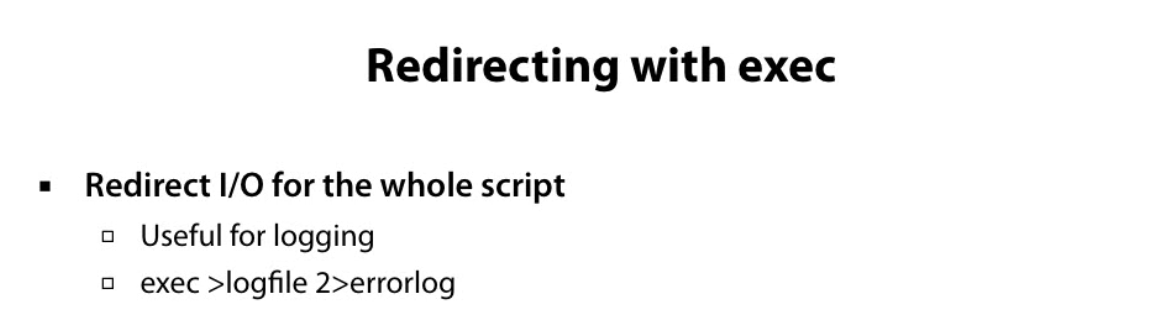 Redirecting with exec
▪ Redirect I/O for the whole script
▫ Useful for logging
▫ exec >logfile 2>errorlog